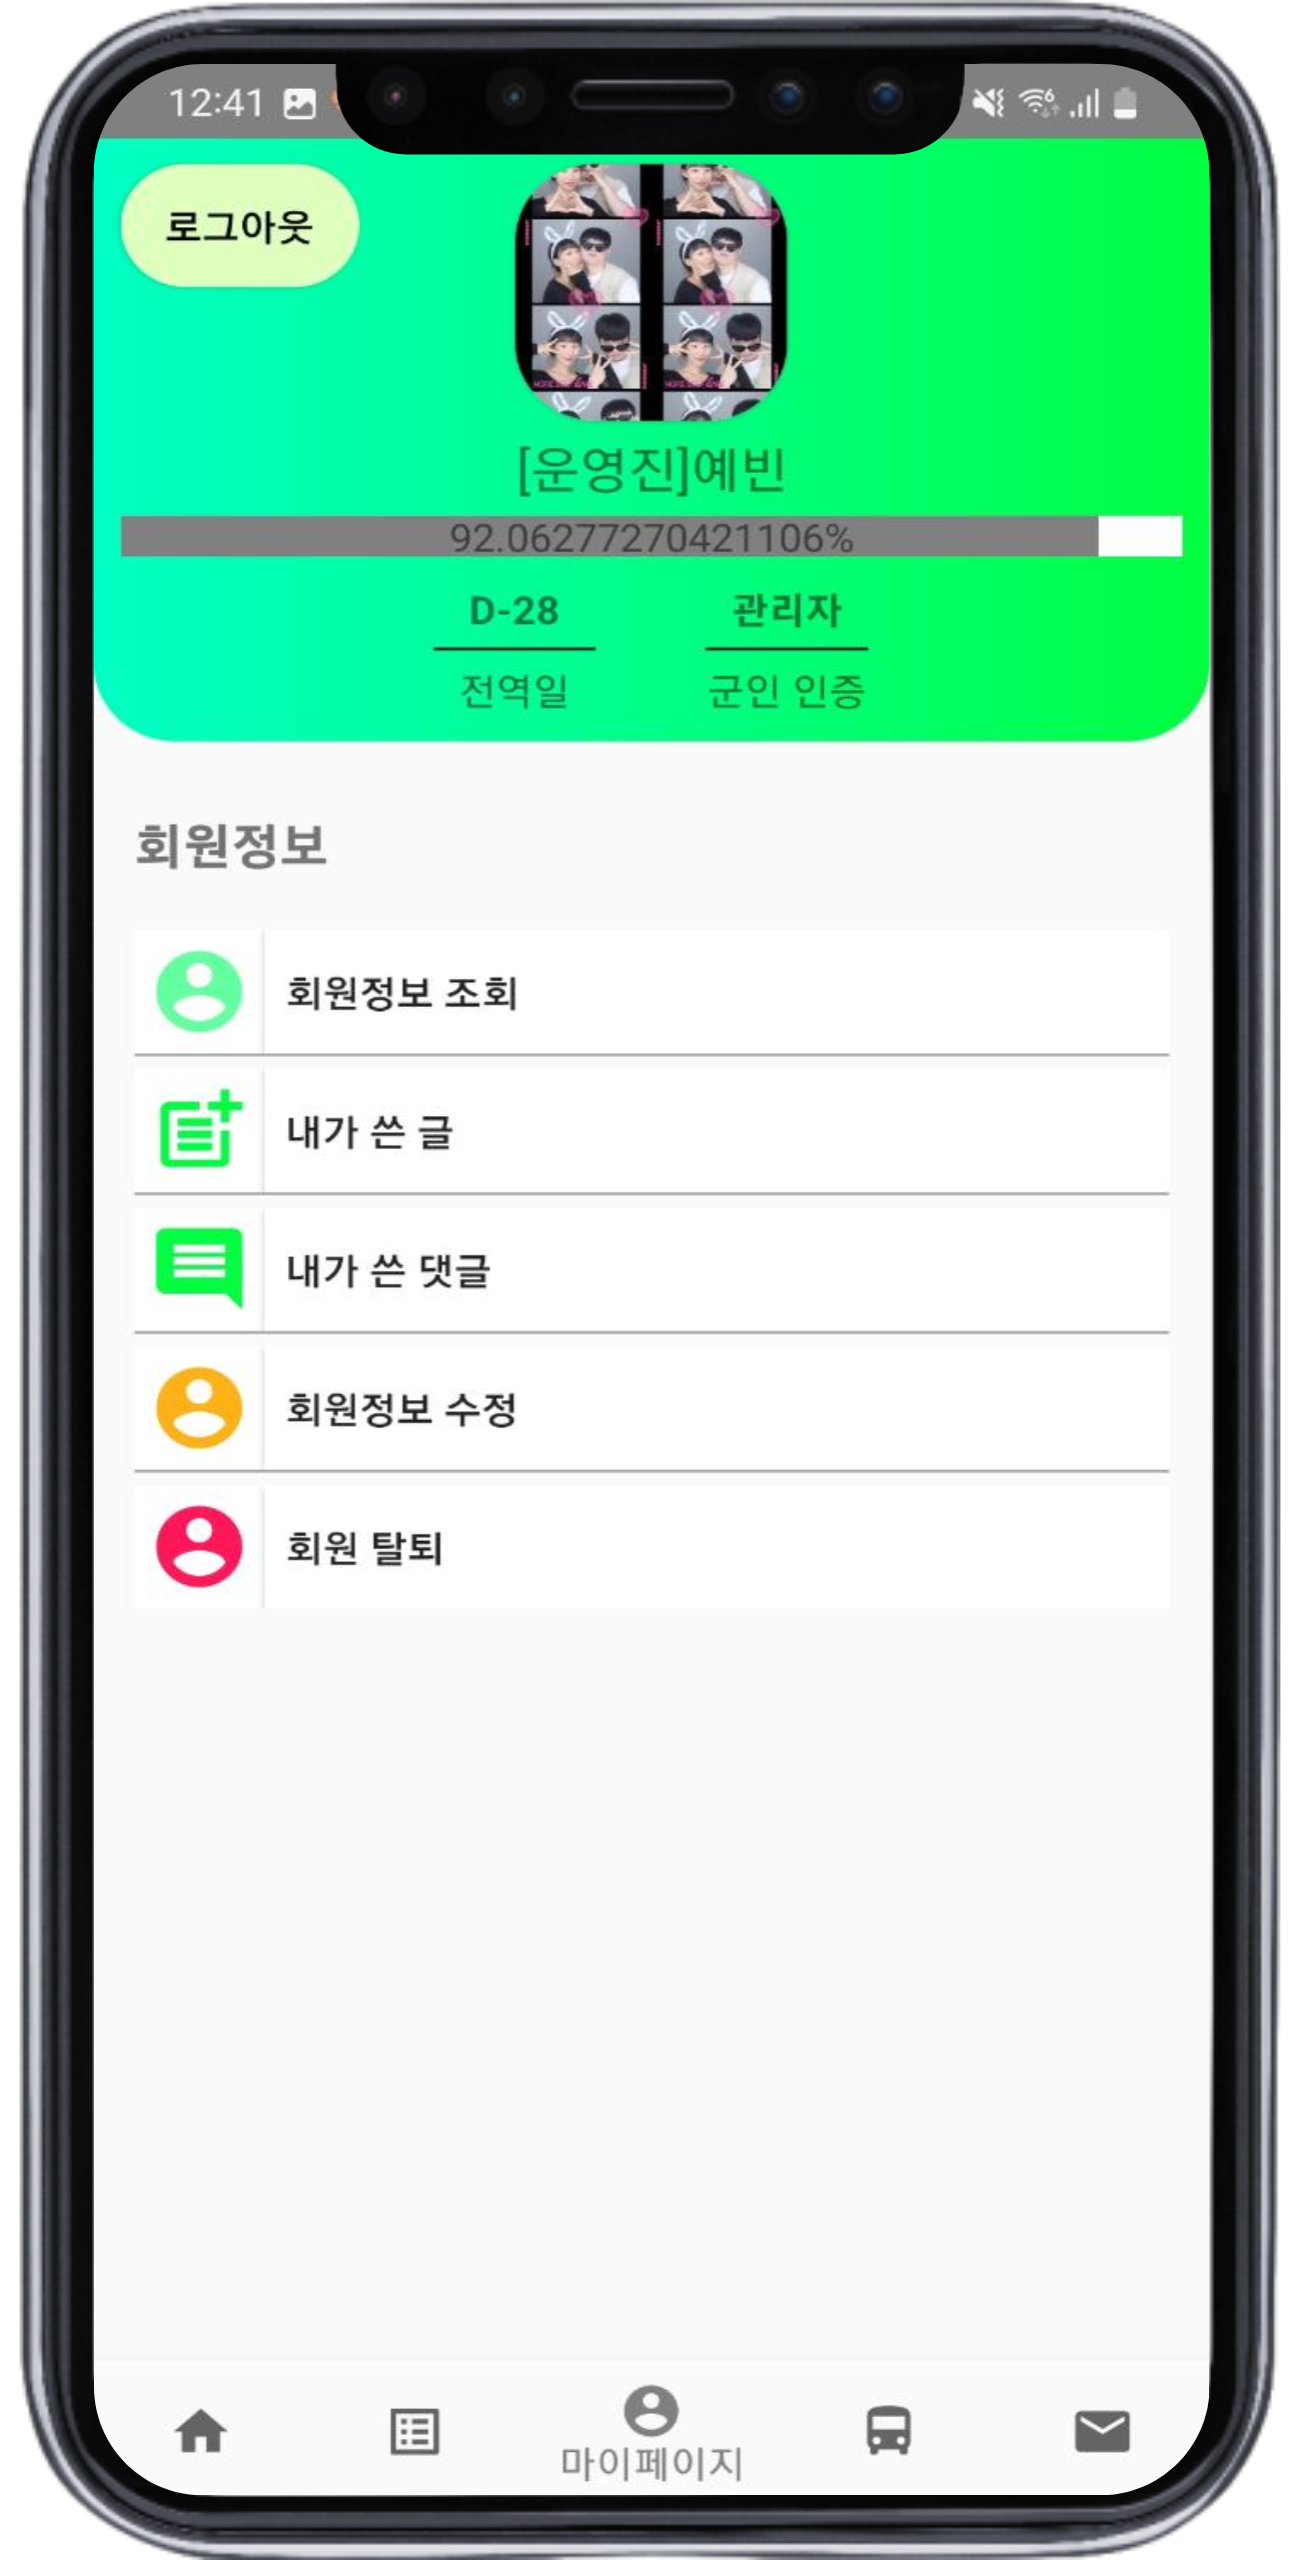 12:41
로그아웃
[운영진]예빈
92.06277270421106%
D-28
관리자
전역일
군인 인증
회원정보
회원정보 조회
내가 쓴 글
내가 쓴 댓글
회원정보 수정
회원 탈퇴
마이페이지